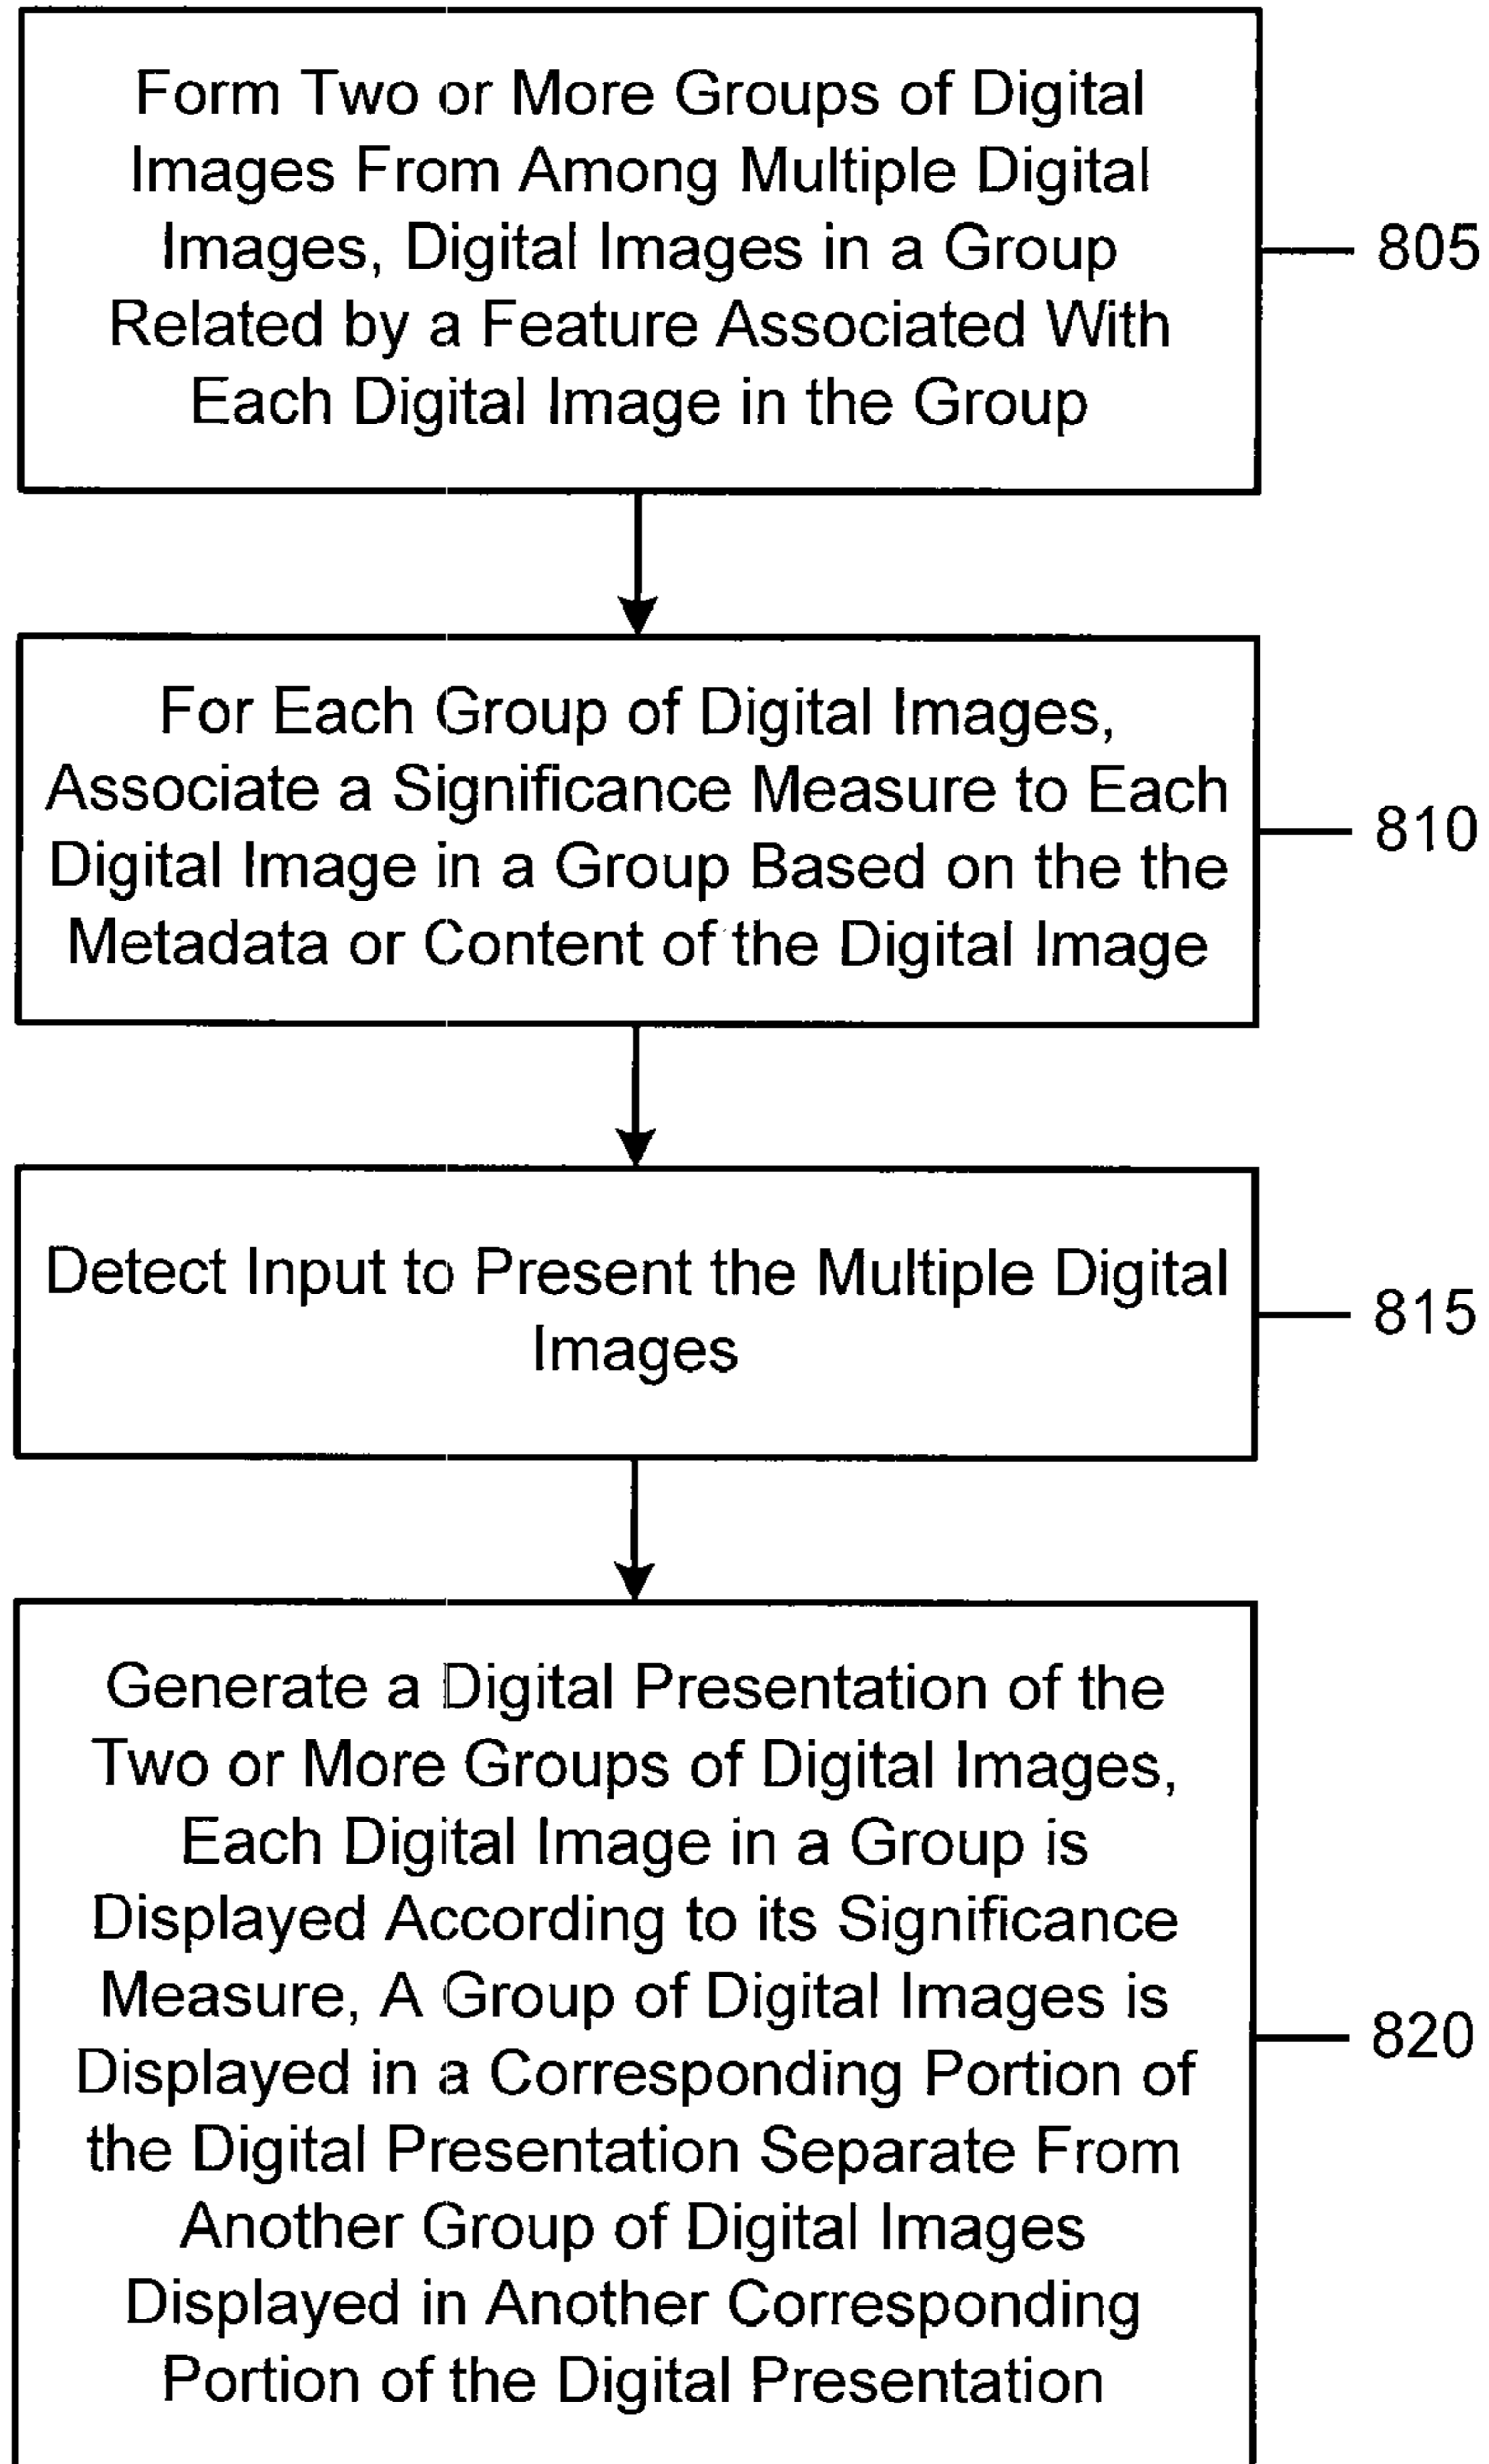 Form Two or More Groups of Digital
Images From Among Multiple Digital
Images, Digital Images in a Group
Related by a Feature Associated With
Each Digital Image in the Group
805
For Each Group of Digital Images,
Associate a Significance Measure to Each
Digital Image in a Group Based on the the
Metadata or Content of the Digital Image
810
Detect Input to Present the Multiple Digital
Images
815
Generate a Digital Presentation of the
Two or More Groups of Digital Images,
Each Digital Image in a Group is
Displayed According to its Significance
Measure, A Group of Digital Images is
Displayed in a Corresponding Portion of
the Digital Presentation Separate From
Another Group of Digital Images
Displayed in Another Corresponding
Portion of the Digital Presentation
820